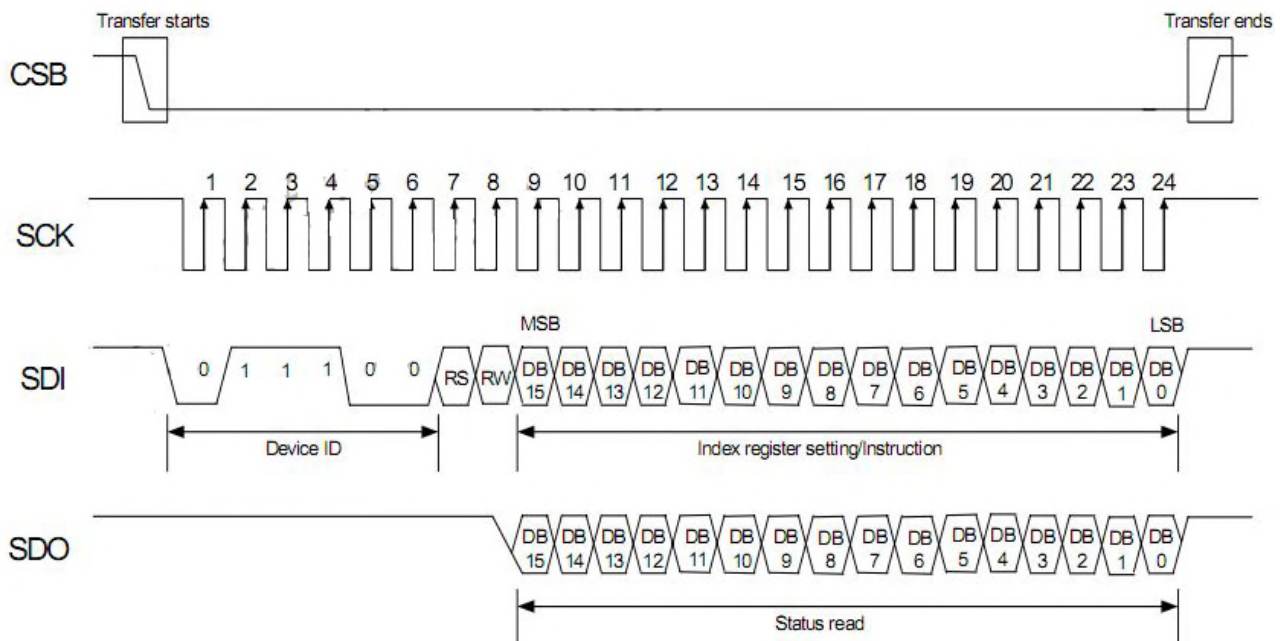 Transfer starts Transfer ends
CSB
1 2 3 4 5 6 7 8 9 10 11 12 13 14 15 16 17 18 19 20 21 22 23 24
SCK
MSB LSB
SDI 0 1 1 1 0 0 RS RW DB 15 DB 14 DB 13 DB 12 DB 11 DB 10 DB 9 DB 8 DB 7 DB 6 DB 5 DB 4 DB 3 DB 2 DB 1 DB 0
Device ID Index register setting/Instruction
SDO DB 15 DB 14 DB 13 DB 12 DB 11 DB 10 DB 9 DB 8 DB 7 DB 6 DB 5 DB 4 DB 3 DB 2 DB 1 DB 0
Status read